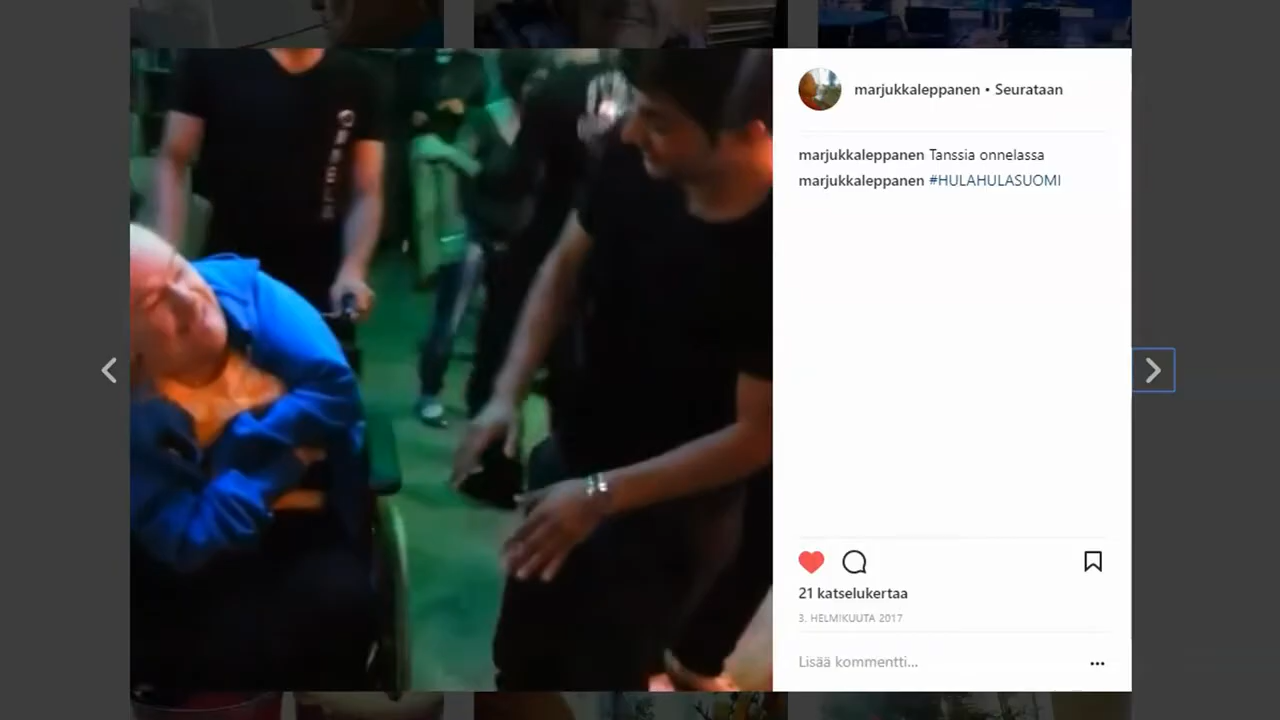 marjukkaleppanen • Seurataan
marjukkaleppanen Tanssia onnelassa
marjukkaleppanen #HULAHULASUOMI
21 katselukertaa
3. HELMIKUUTA 2017
Lisää kommentti...